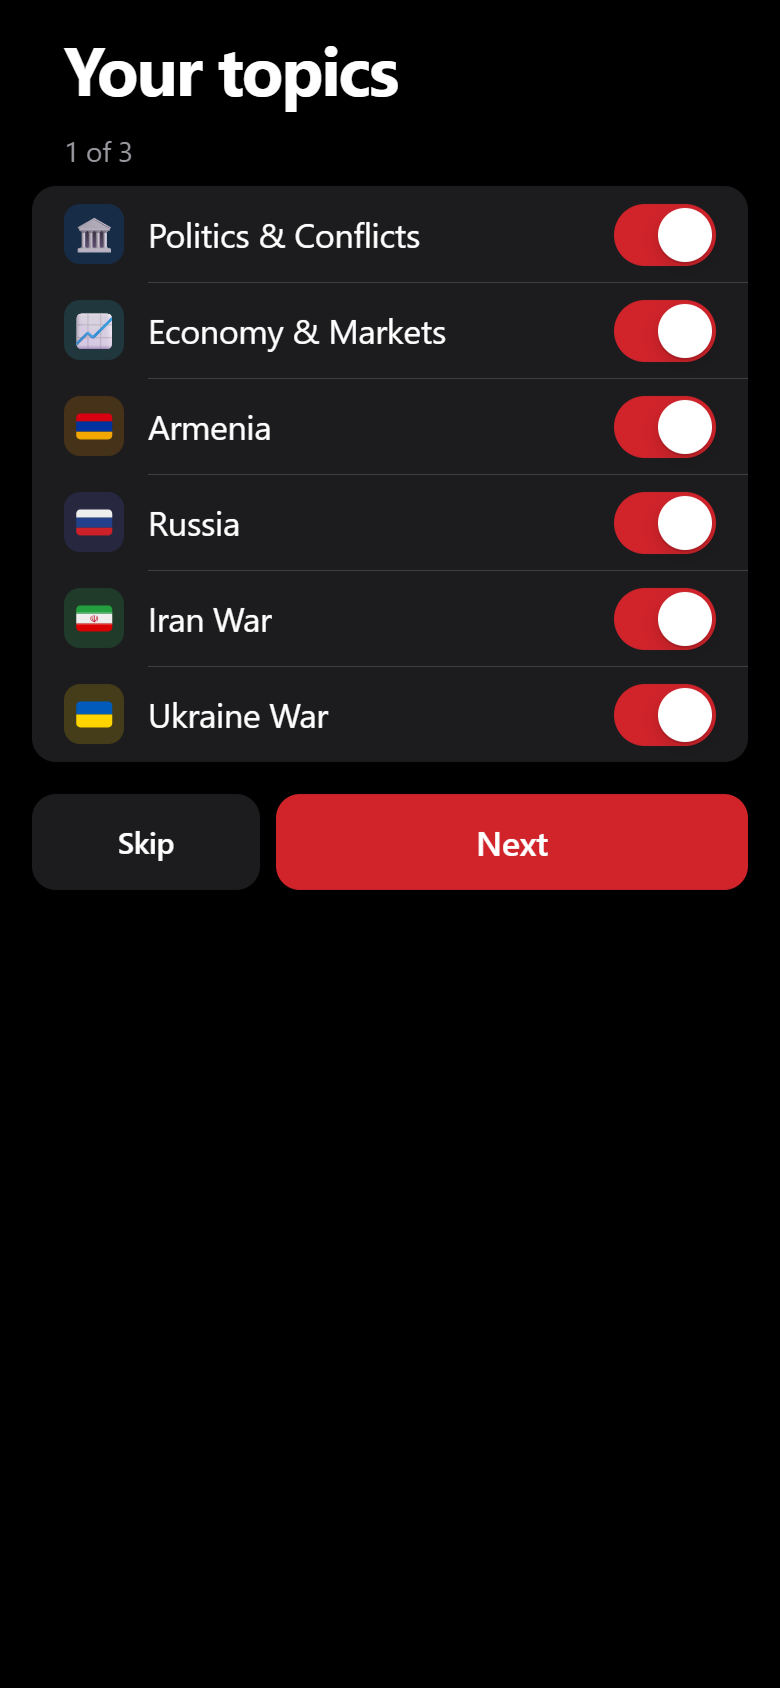 Your topics
1 of 3
Politics & Conflicts
Economy & Markets
Armenia
Russia
Iran War
Ukraine War
Skip
Next